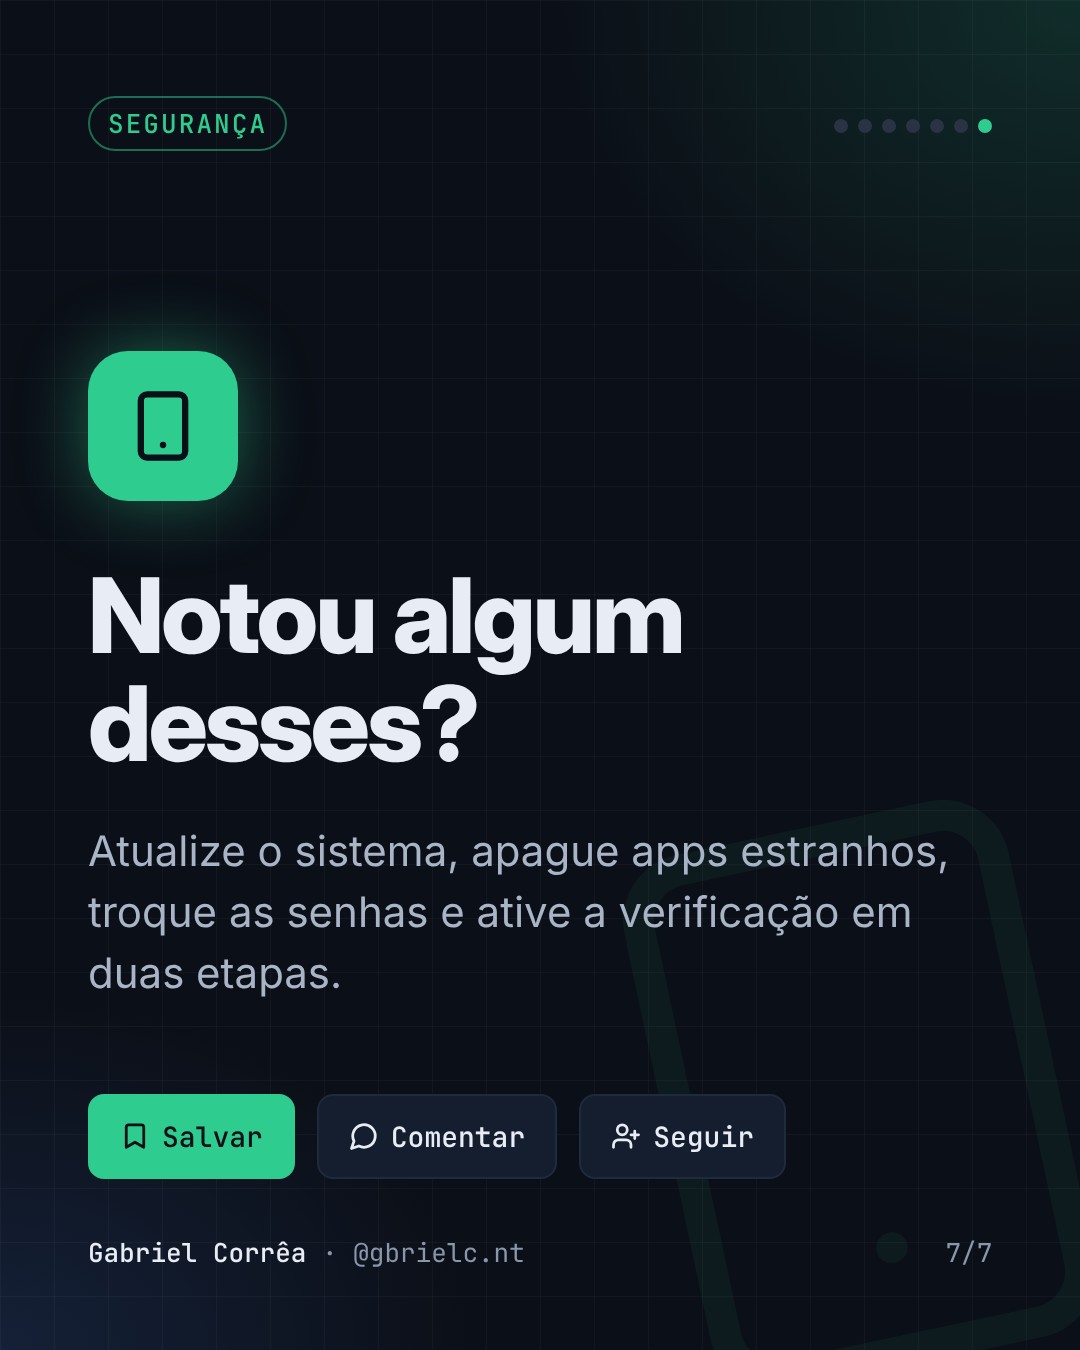 SEGURANÇA
Notou algum
desses?
Atualize o sistema, apague apps estranhos,
troque as senhas e ative a verificação em
duas etapas.
Salvar
Comentar
Seguir
Gabriel Corrêa · @gbrielc.nt
7/7